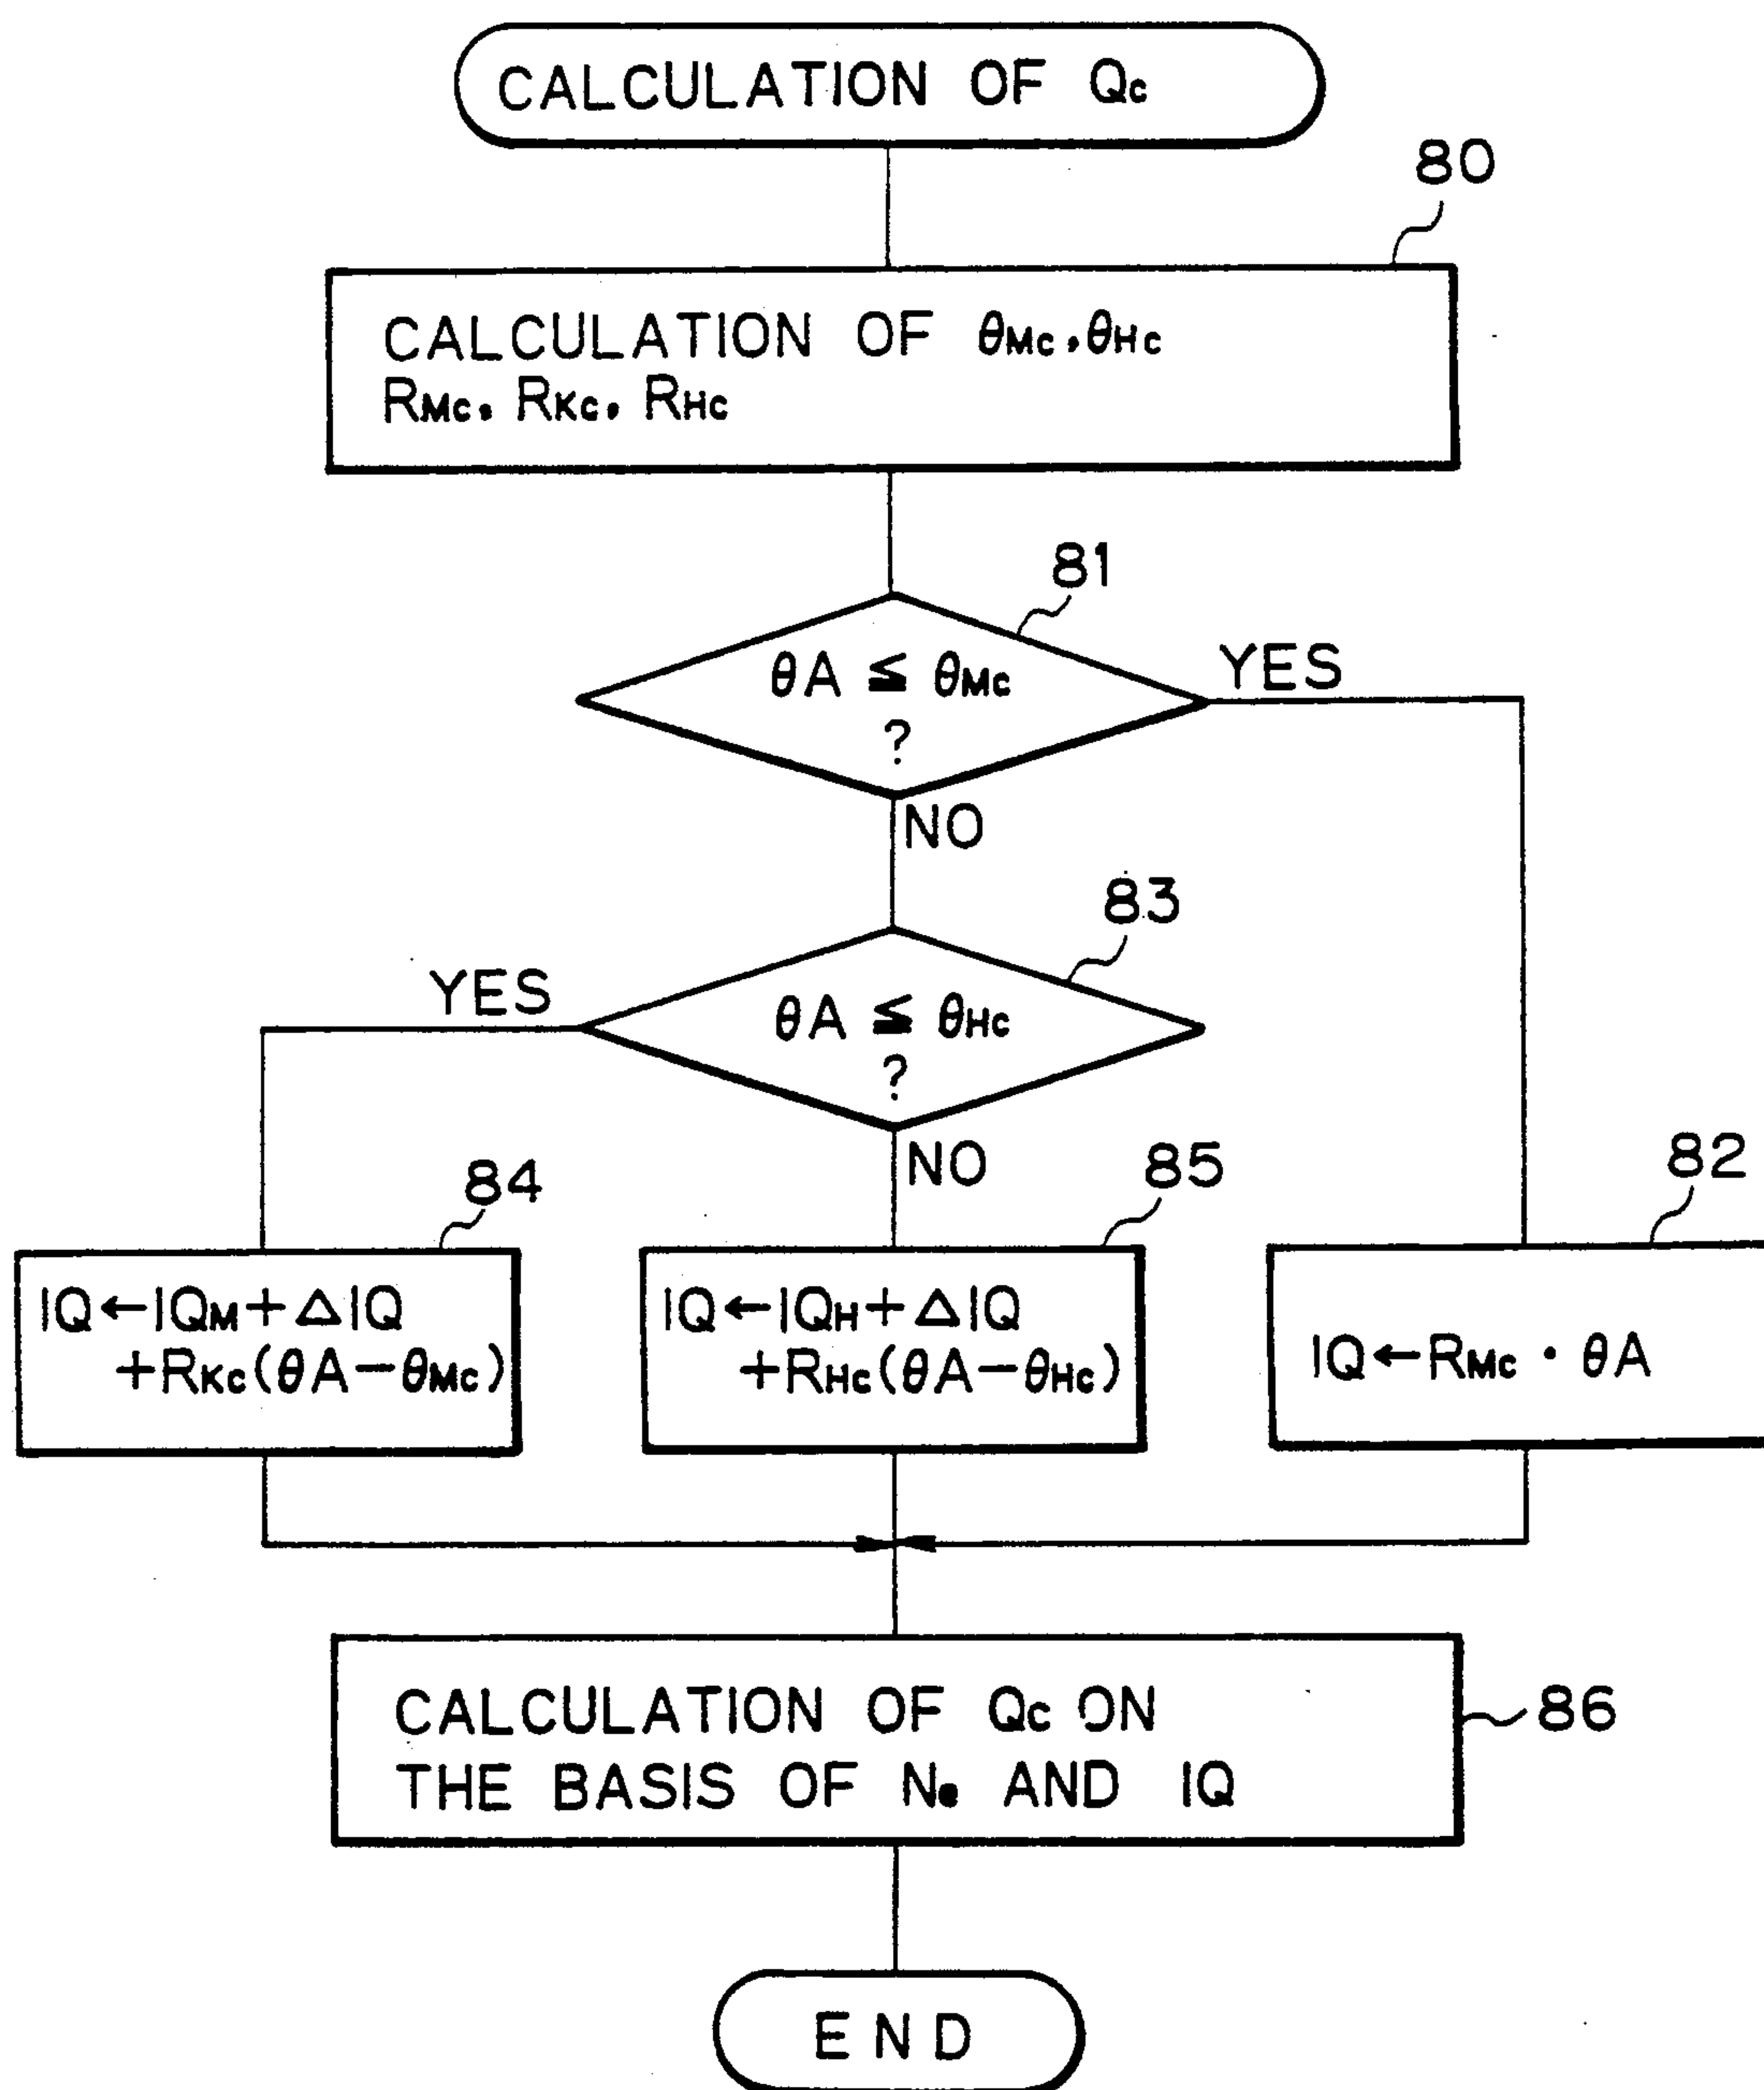 CALCULATION OF Qc
80
CALCULATION OF θMc, θHc
RMc, RKc, RHc
81
θA ≦ θMc
?
YES
NO
83
θA ≦ θHc
?
YES
NO
84
IQ←IQM+ΔIQ
+RKc(θA−θMc)
85
IQ←IQH+ΔIQ
+RHc(θA−θHc)
82
IQ←RMc・θA
CALCULATION OF Qc ON
THE BASIS OF Ne AND IQ
86
END